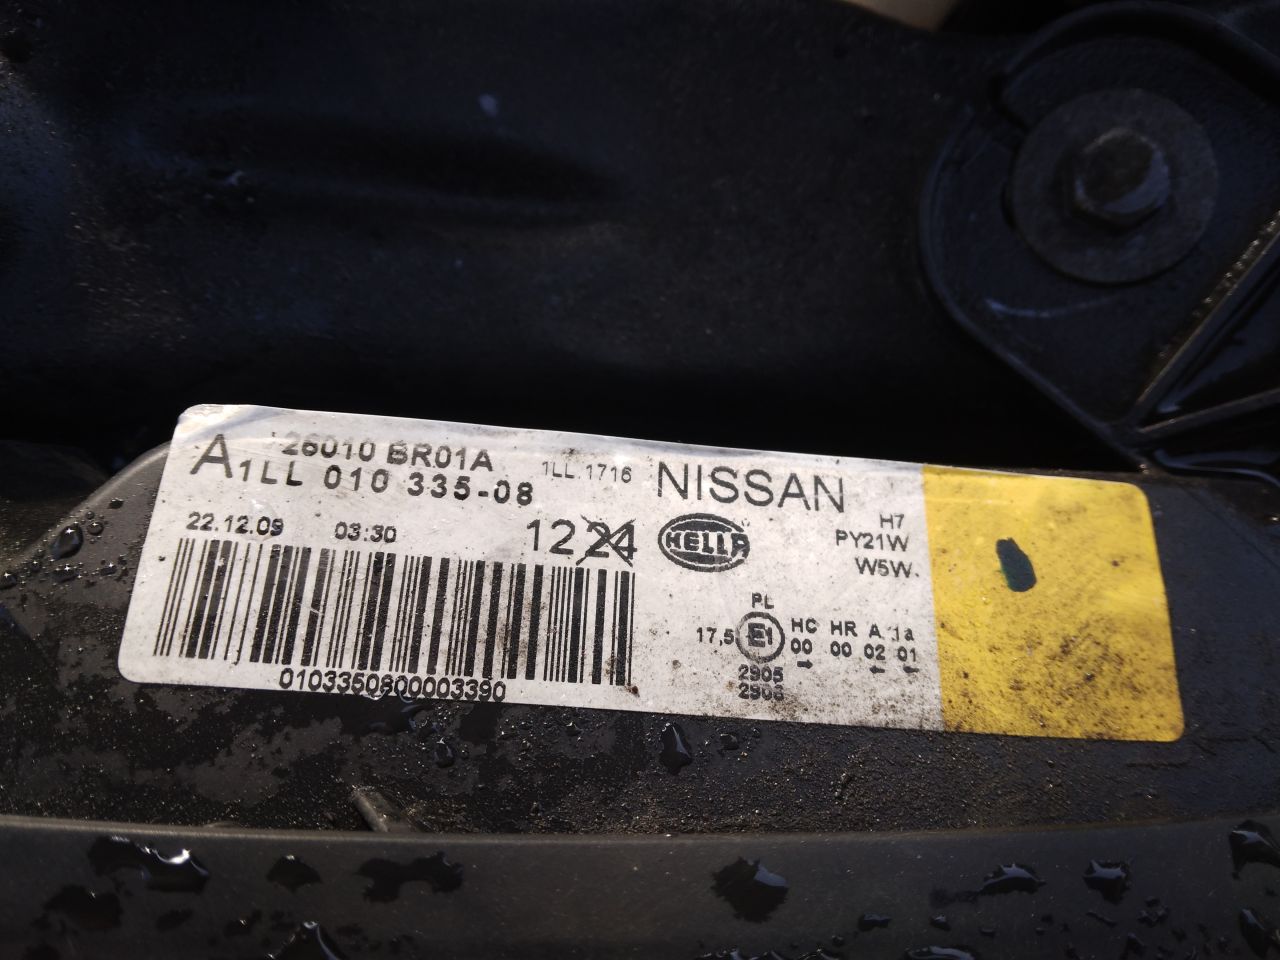 26010 BR01A
A 1LL 010 335-08
1LL.1716
NISSAN
22.12.09 03:30 1224
HELLA
H7
PY21W
W5W.
0103350800003390
PL
17,5 E1
HC HR A 1a
00 00 02 01
→ ← ←
2905